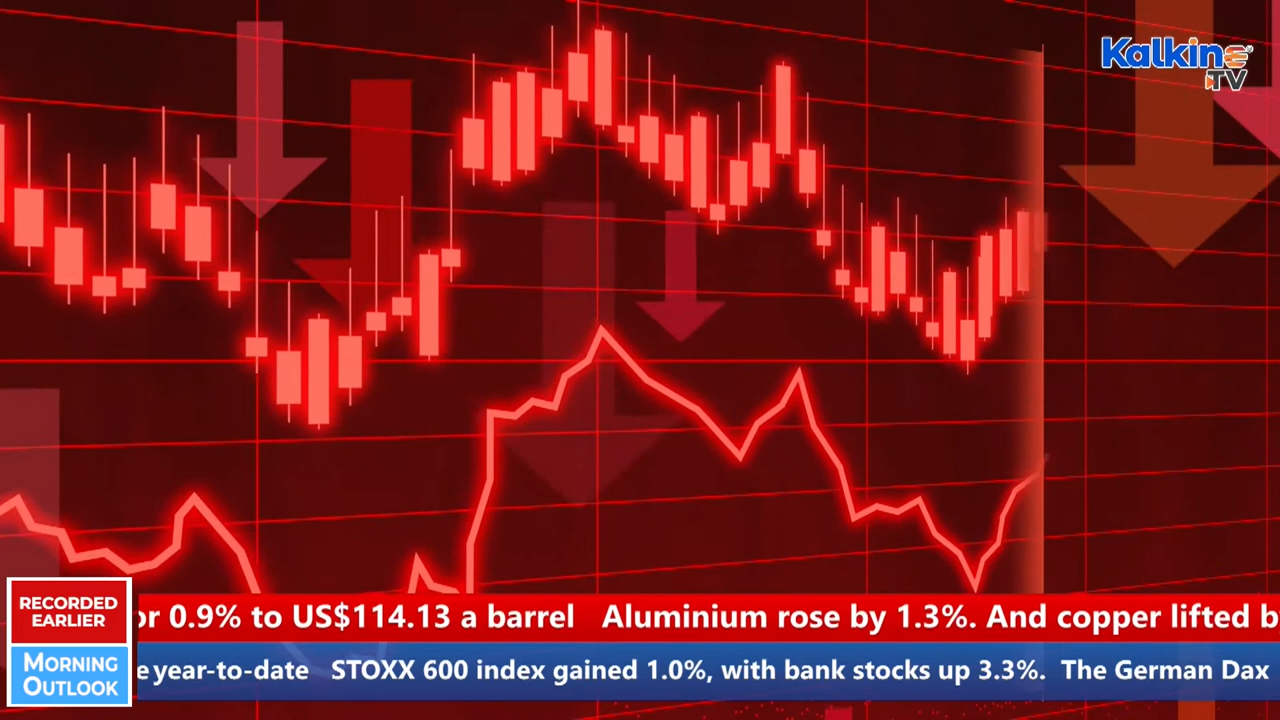 Kalkine
TV
RECORDED
EARLIER
or 0.9% to US$114.13 a barrel Aluminium rose by 1.3%. And copper lifted b
MORNING
OUTLOOK
e year-to-date STOXX 600 index gained 1.0%, with bank stocks up 3.3%. The German Dax